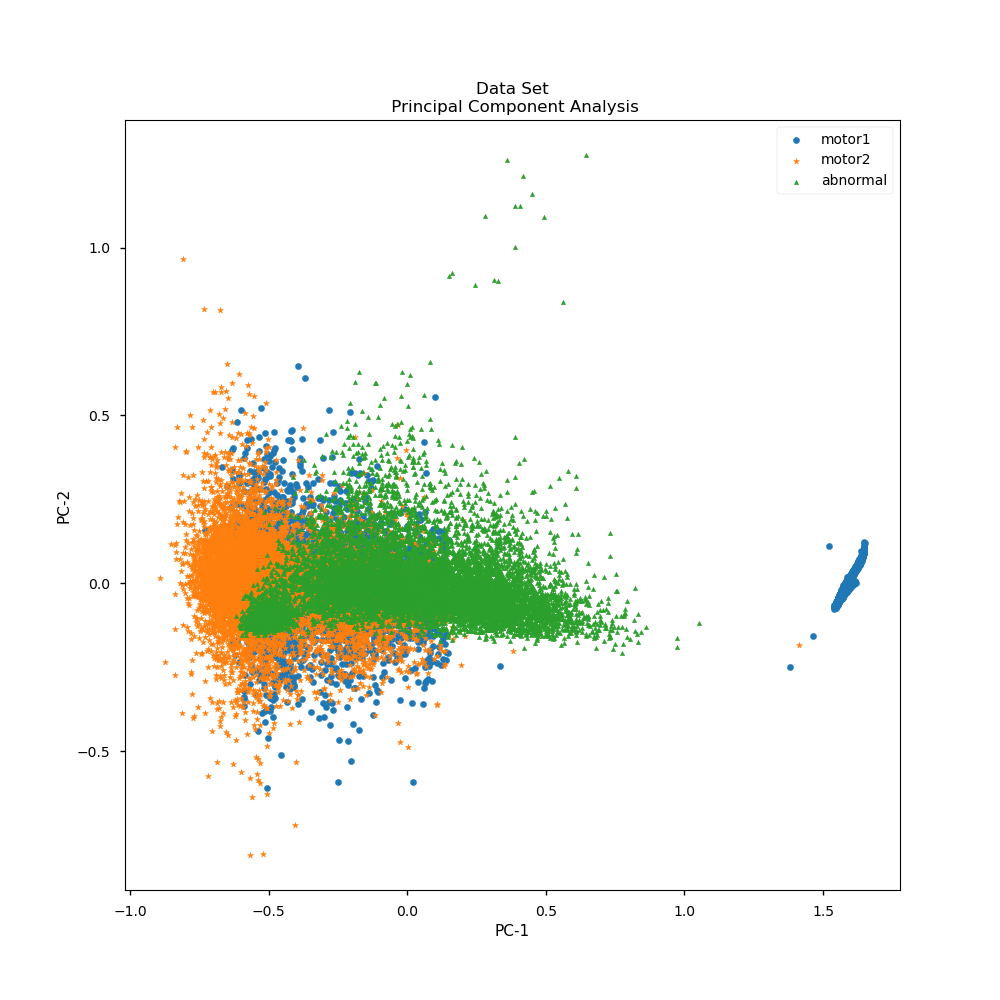 Data Set
Principal Component Analysis
motor1
motor2
abnormal
PC-2
1.0
0.5
0.0
−0.5
−1.0
−0.5
0.0
0.5
1.0
1.5
PC-1